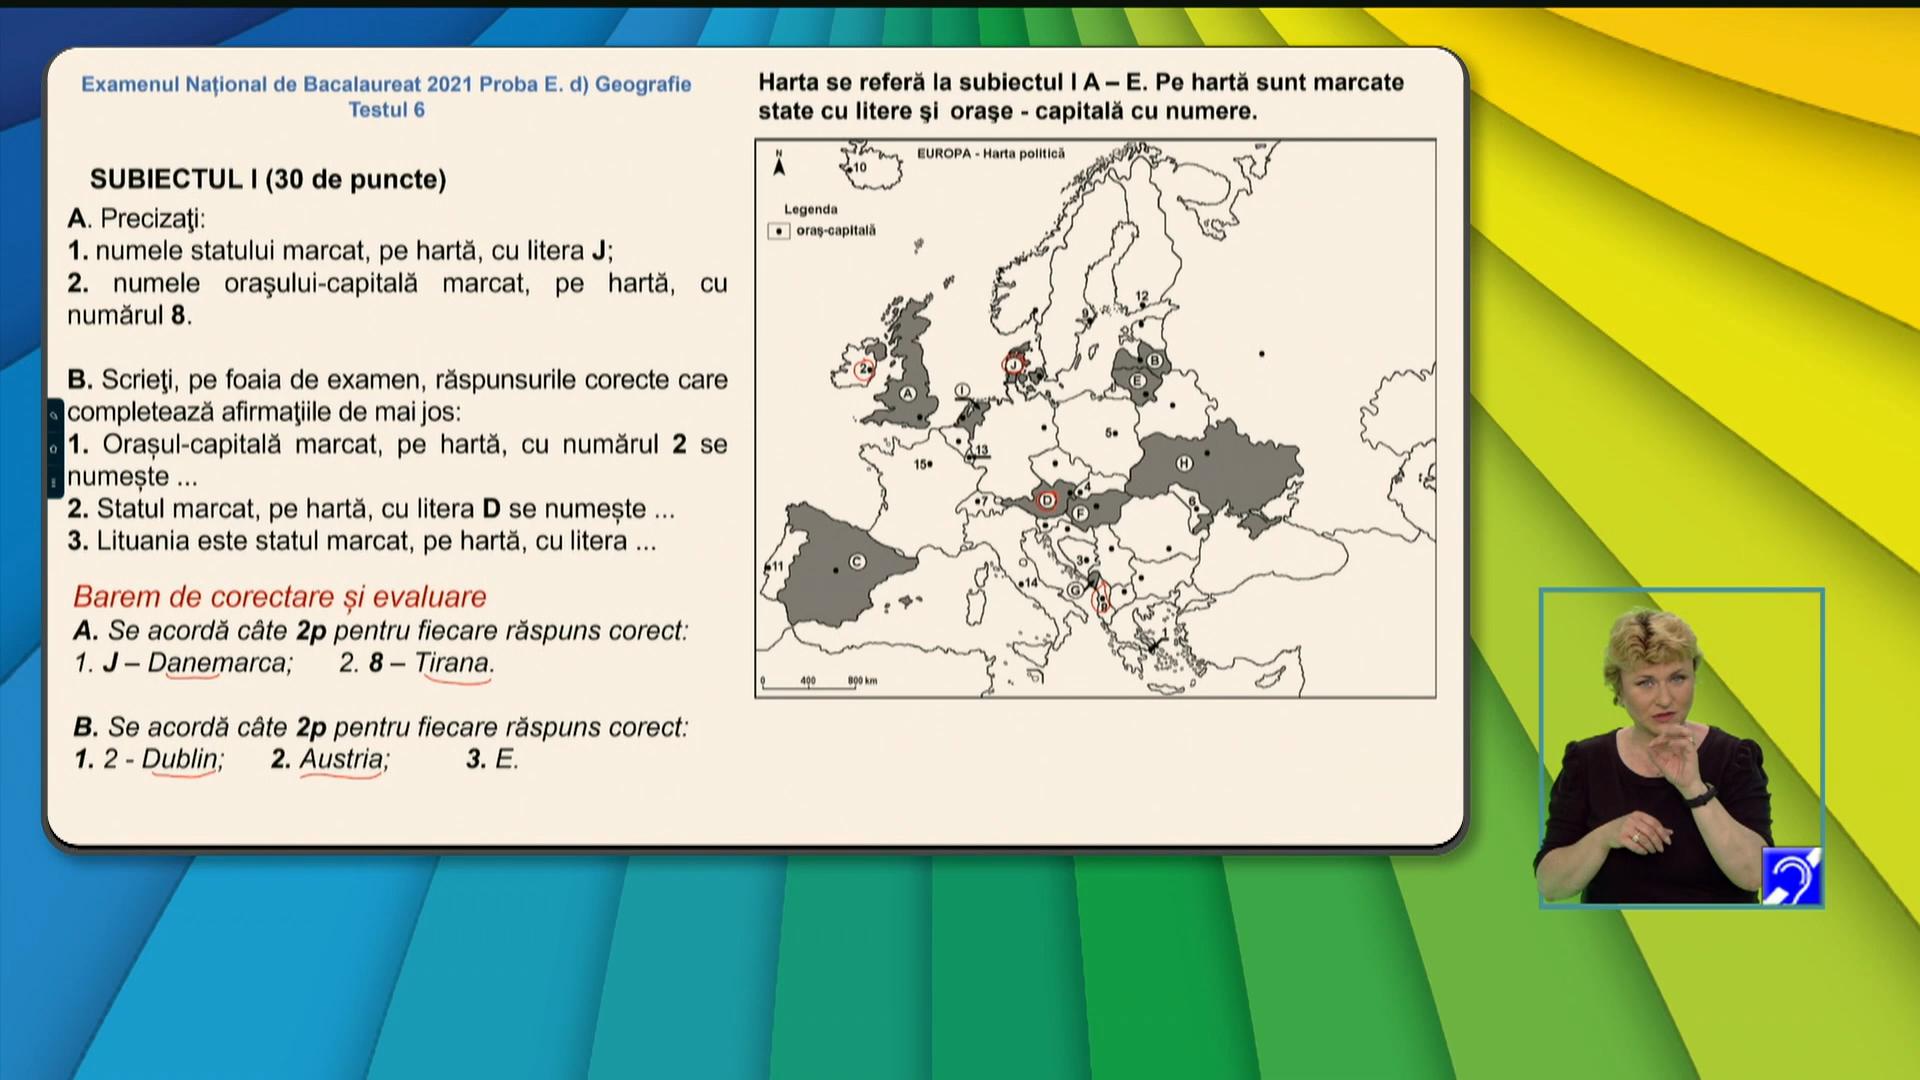 Examenul Național de Bacalaureat 2021 Proba E. d) Geografie
Testul 6
SUBIECTUL I (30 de puncte)
A. Precizaţi:
1. numele statului marcat, pe hartă, cu litera J;
2. numele oraşului-capitală marcat, pe hartă, cu
numărul 8.
B. Scrieţi, pe foaia de examen, răspunsurile corecte care
completează afirmaţiile de mai jos:
1. Orașul-capitală marcat, pe hartă, cu numărul 2 se
numește ...
2. Statul marcat, pe hartă, cu litera D se numește ...
3. Lituania este statul marcat, pe hartă, cu litera ...
Barem de corectare și evaluare
A. Se acordă câte 2p pentru fiecare răspuns corect:
1. J – Danemarca; 2. 8 – Tirana.
B. Se acordă câte 2p pentru fiecare răspuns corect:
1. 2 - Dublin; 2. Austria; 3. E.
Harta se referă la subiectul I A – E. Pe hartă sunt marcate
state cu litere şi oraşe - capitală cu numere.
N
EUROPA - Harta politică
10
Legenda
oraş-capitală
12
9
2
J
B
A
I
E
5
13
15
H
D
4
7
F
6
C
3
11
14
G
8
1
0 400 800 km